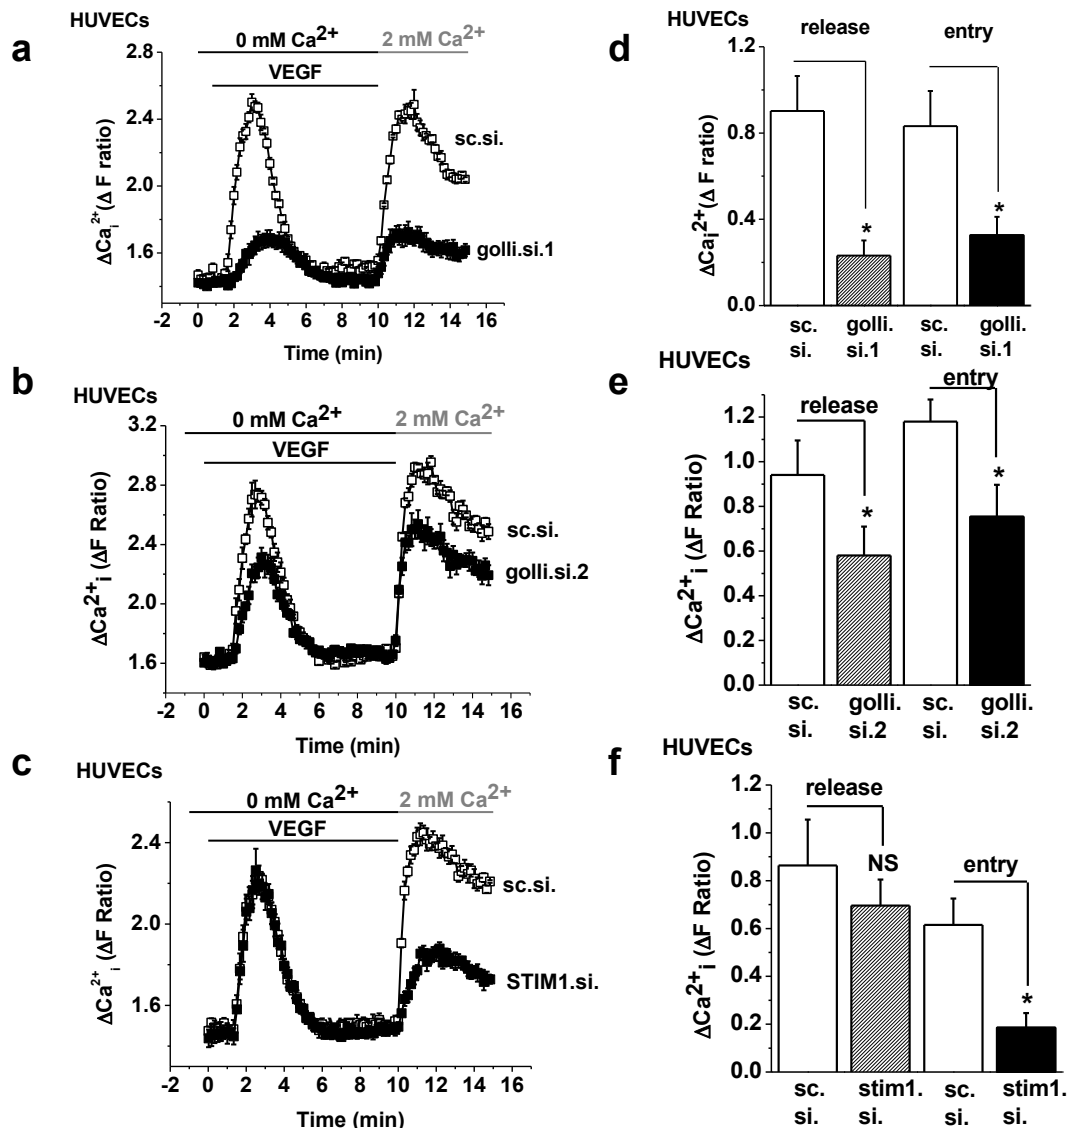 HUVECs
a
0 mM Ca2+
2 mM Ca2+
VEGF
2.8
2.4
2.0
1.6
ΔCai2+ (Δ F ratio)
sc.si.
golli.si.1
-2 0 2 4 6 8 10 12 14 16
Time (min)
HUVECs
d
release
entry
1.2
0.8
0.4
0.0
ΔCai2+(Δ F ratio)
*
*
sc. golli. sc. golli.
si. si.1 si. si.1
b
HUVECs
0 mM Ca2+
2 mM Ca2+
VEGF
3.2
2.8
2.4
2.0
1.6
ΔCa2+i (ΔF Ratio)
sc.si.
golli.si.2
-2 0 2 4 6 8 10 12 14 16
Time (min)
HUVECs
e
entry
release
1.2
1.0
0.8
0.6
0.4
0.2
0.0
ΔCa2+i (ΔF Ratio)
*
*
sc. golli. sc. golli.
si. si.2 si. si.2
c
HUVECs
0 mM Ca2+
2 mM Ca2+
VEGF
2.4
2.0
1.6
ΔCa2+i (ΔF Ratio)
sc.si.
STIM1.si.
-2 0 2 4 6 8 10 12 14 16
Time (min)
HUVECs
f
release
entry
1.2
1.0
0.8
0.6
0.4
0.2
0.0
ΔCa2+i (ΔF Ratio)
NS
*
sc. stim1. sc. stim1.
si. si. si. si.